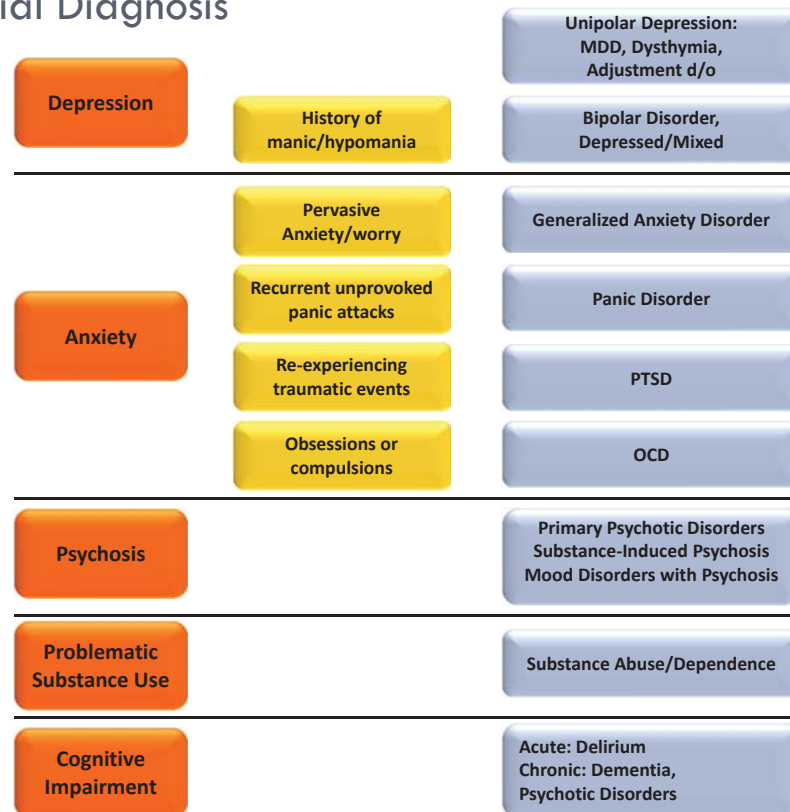 ial Diagnosis
Depression
History of
manic/hypomania
Unipolar Depression:
MDD, Dysthymia,
Adjustment d/o
Bipolar Disorder,
Depressed/Mixed
Anxiety
Pervasive
Anxiety/worry
Generalized Anxiety Disorder
Recurrent unprovoked
panic attacks
Panic Disorder
Re-experiencing
traumatic events
PTSD
Obsessions or
compulsions
OCD
Psychosis
Primary Psychotic Disorders
Substance-Induced Psychosis
Mood Disorders with Psychosis
Problematic
Substance Use
Substance Abuse/Dependence
Cognitive
Impairment
Acute: Delirium
Chronic: Dementia,
Psychotic Disorders